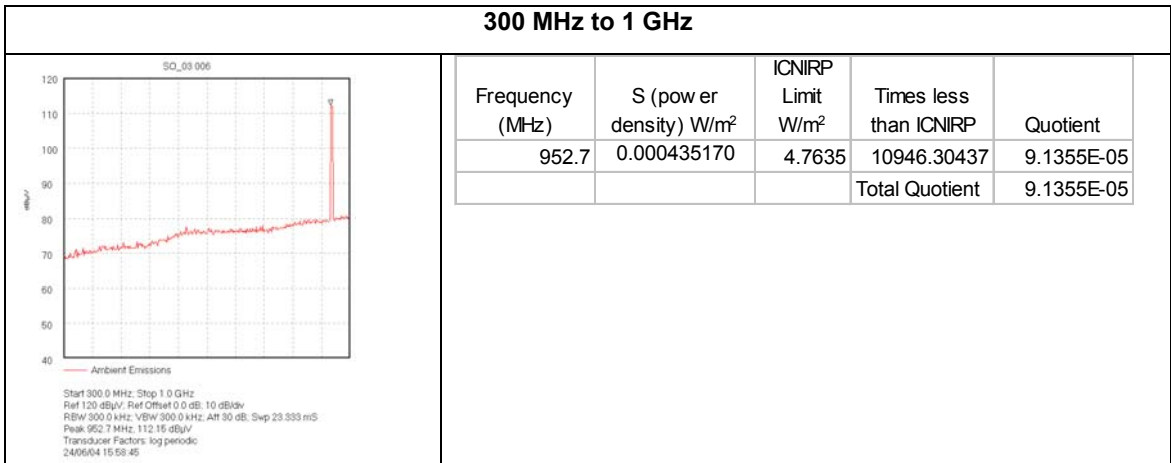 300 MHz to 1 GHz
SO_03 006
120
110
100
90
80
70
60
50
40
dBµV
Ambient Emissions
Start 300.0 MHz; Stop 1.0 GHz
Ref 120 dBµV; Ref Offset 0.0 dB; 10 dB/div
RBW 300.0 kHz; VBW 300.0 kHz; Att 30 dB; Swp 23.333 mS
Peak 952.7 MHz, 112.15 dBµV
Transducer Factors: log periodic
24/06/04 15:58:45
Frequency (MHz) S (pow er density) W/m² ICNIRP Limit W/m² Times less than ICNIRP Quotient
952.7 0.000435170 4.7635 10946.30437 9.1355E-05
Total Quotient 9.1355E-05